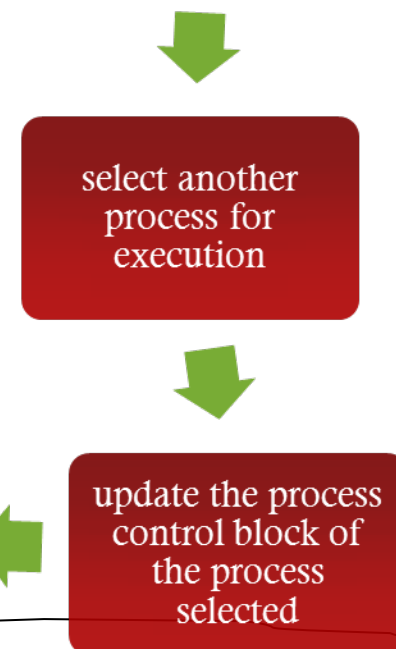 select another
process for
execution
update the process
control block of
the process
selected